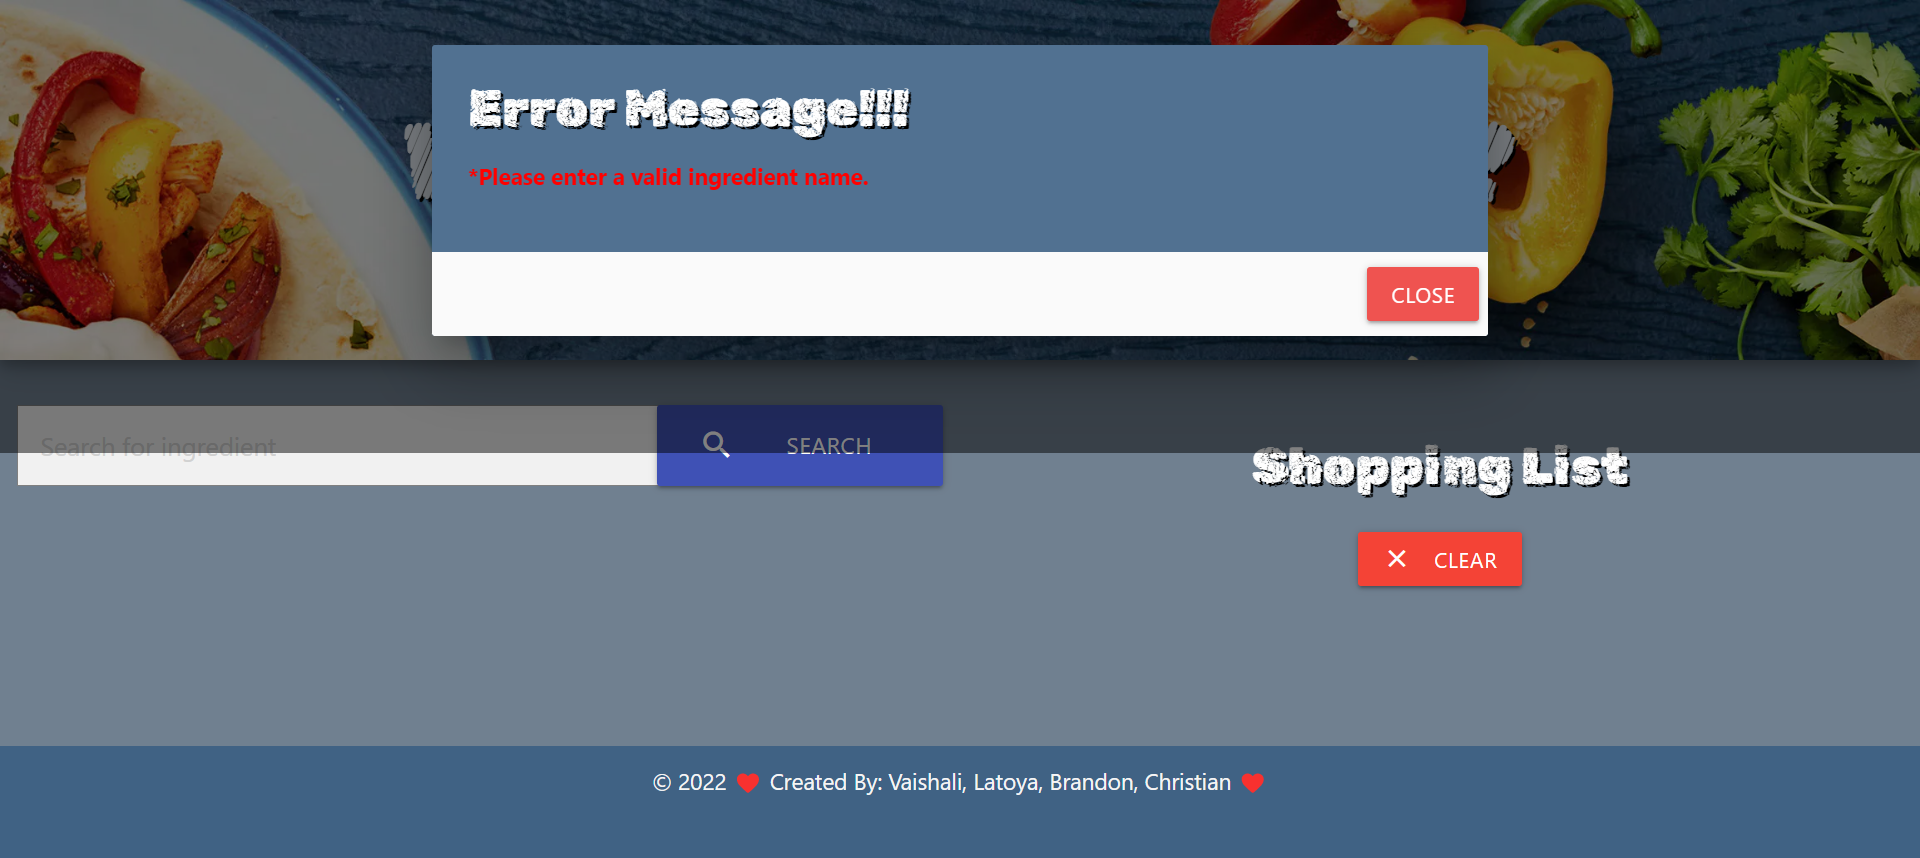 Error Message!!!
*Please enter a valid ingredient name.
CLOSE
Search for ingredient
SEARCH
Shopping List
CLEAR
© 2022 ❤ Created By: Vaishali, Latoya, Brandon, Christian ❤